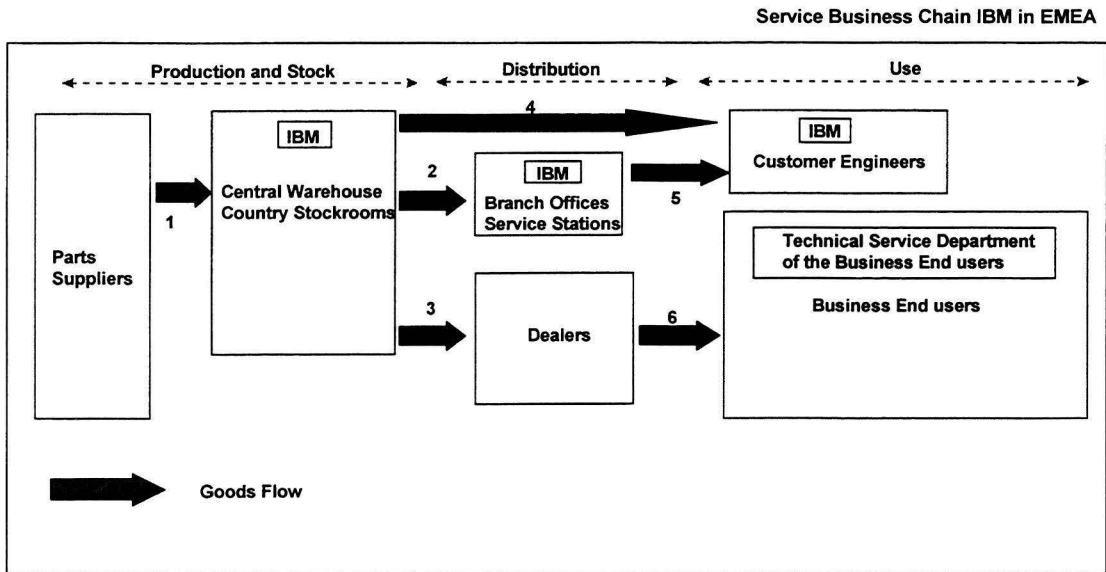 Service Business Chain IBM in EMEA
Production and Stock
Distribution
Use
4
IBM
IBM
Customer Engineers
2
IBM
Central Warehouse
Country Stockrooms
Branch Offices
Service Stations
5
1
Parts
Suppliers
Technical Service Department
of the Business End users
Business End users
3
Dealers
6
Goods Flow